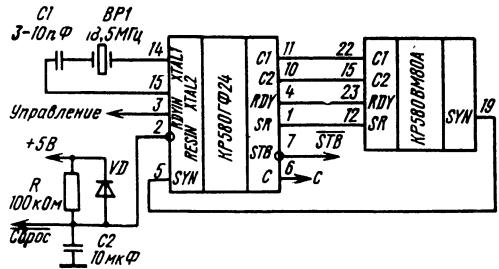 C1
3-10пФ
BP1
18,5МГц
14
15
3
2
5
XTAL1
XTAL2
RDYIN
RESIN
SYN
КР580ГФ24
C1
C2
RDY
SR
STB
C
11
10
4
1
7
6
22
15
23
12
STB
C
C1
C2
RDY
SR
КР580ВМ80А
SYN
19
Управление
+5В
VD
R
100кОм
Сброс
C2
10мкФ